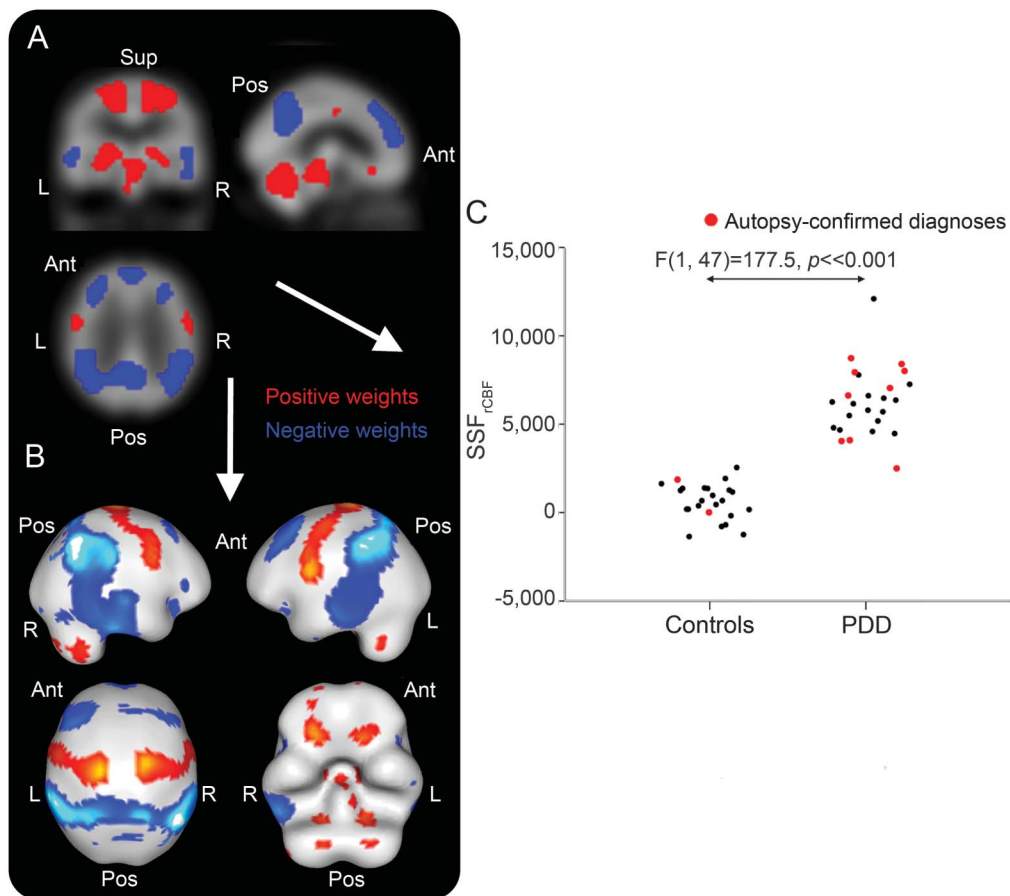 A
Sup
Pos
Ant
L
R
Ant
L
R
Pos
Positive weights
Negative weights
B
Pos
Ant
Pos
R
L
Ant
Ant
L
R
R
L
Pos
Pos
C
Autopsy-confirmed diagnoses
F(1, 47)=177.5, p<<0.001
15,000
10,000
5,000
0
-5,000
SSFrCBF
Controls
PDD